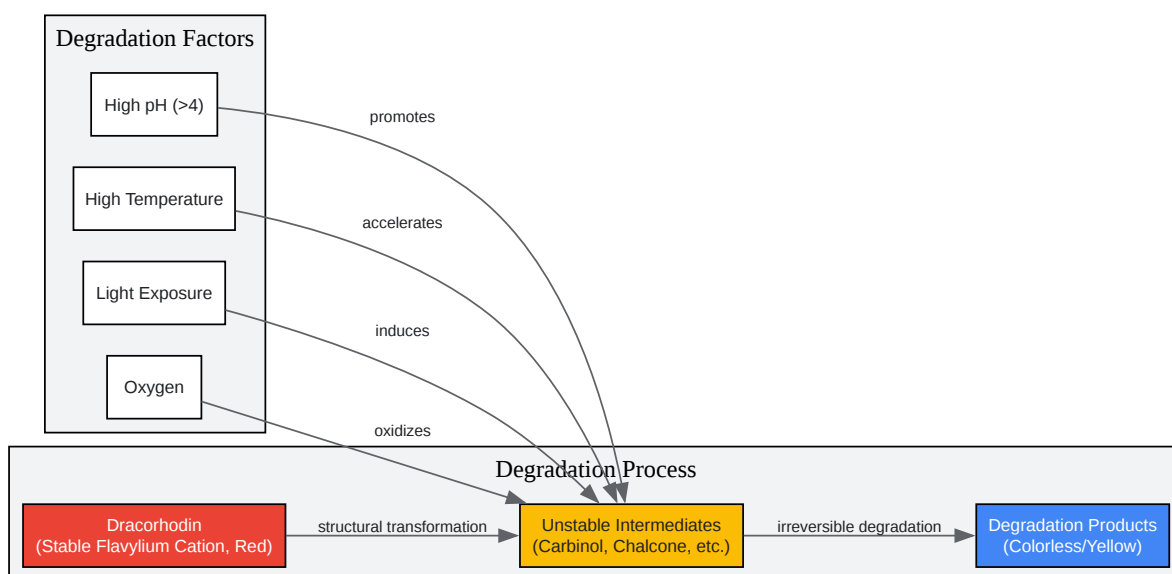 Degradation Factors
High pH (>4)
promotes
High Temperature
accelerates
Light Exposure
induces
Oxygen
oxidizes
Degradation Process
Dracorhodin
(Stable Flavylium Cation, Red)
structural transformation
Unstable Intermediates
(Carbinol, Chalcone, etc.)
irreversible degradation
Degradation Products
(Colorless/Yellow)